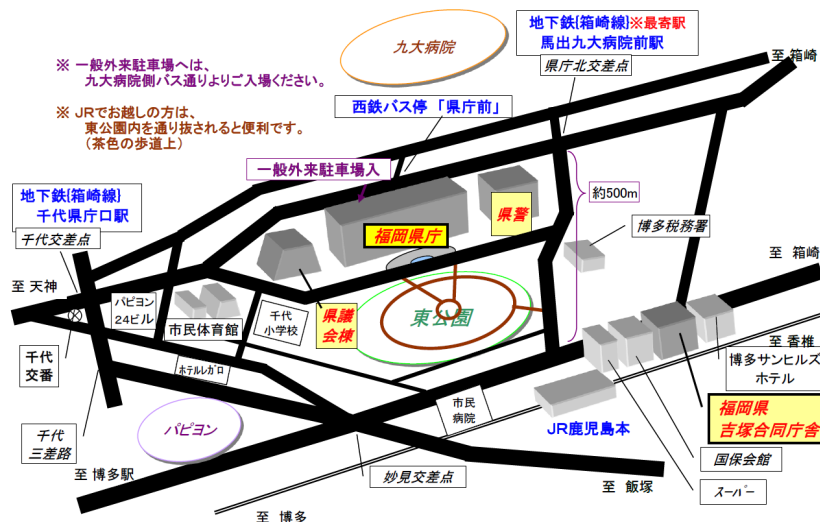 ※ 一般外来駐車場へは、
九大病院側バス通りよりご入場ください。
※ JRでお越しの方は、
東公園内を通り抜されると便利です。
（茶色の歩道上）
九大病院
地下鉄{箱崎線}※最寄駅
馬出九大病院前駅
県庁北交差点
至 箱崎
西鉄バス停 「県庁前」
一般外来駐車場入
地下鉄{箱崎線}
千代県庁口駅
千代交差点
県警
約500m
博多税務署
福岡県庁
至 箱崎
至 天神
パピヨン
24ビル
市民体育館
千代
小学校
県議
会棟
東公園
千代
交番
ホテルレガロ
至 香椎
博多サンヒルズ
ホテル
市民
病院
福岡県
吉塚合同庁舎
パピヨン
JR鹿児島本
千代
三差路
至 博多駅
妙見交差点
国保会館
至 飯塚
スーパー
至 博多